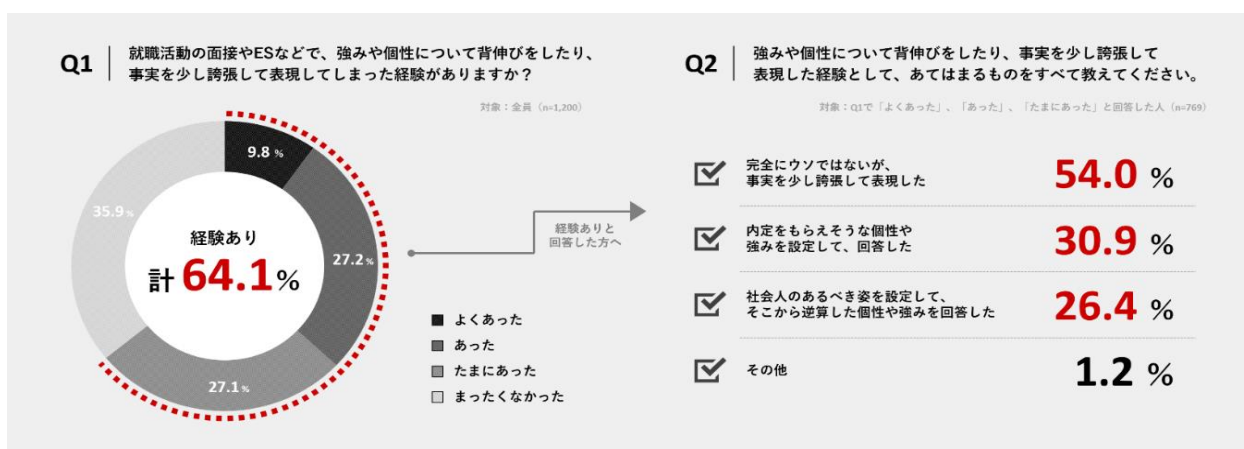 Q1
就職活動の面接やESなどで、強みや個性について背伸びをしたり、
事実を少し誇張して表現してしまった経験がありますか？
対象：全員（n=1,200）
9.8 %
35.9 %
27.2 %
27.1 %
経験あり
計 64.1%
経験ありと
回答した方へ
よくあった
あった
たまにあった
まったくなかった
Q2
強みや個性について背伸びをしたり、事実を少し誇張して
表現した経験として、あてはまるものをすべて教えてください。
対象：Q1で「よくあった」、「あった」、「たまにあった」と回答した人（n=769）
完全にウソではないが、
事実を少し誇張して表現した
54.0 %
内定をもらえそうな個性や
強みを設定して、回答した
30.9 %
社会人のあるべき姿を設定して、
そこから逆算した個性や強みを回答した
26.4 %
その他
1.2 %